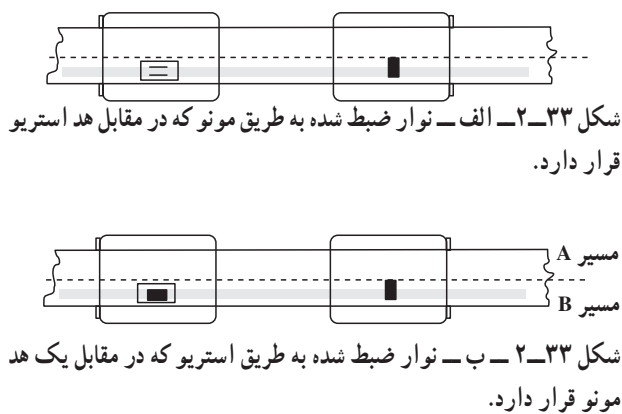 شکل ۳۳ــ۲ــ الف ــ نوار ضبط شده به طریق مونو که در مقابل هد استریو
قرار دارد.
مسیر A
مسیر B
شکل ۳۳ــ۲ ــ ب ــ نوار ضبط شده به طریق استریو که در مقابل یک هد
مونو قرار دارد.